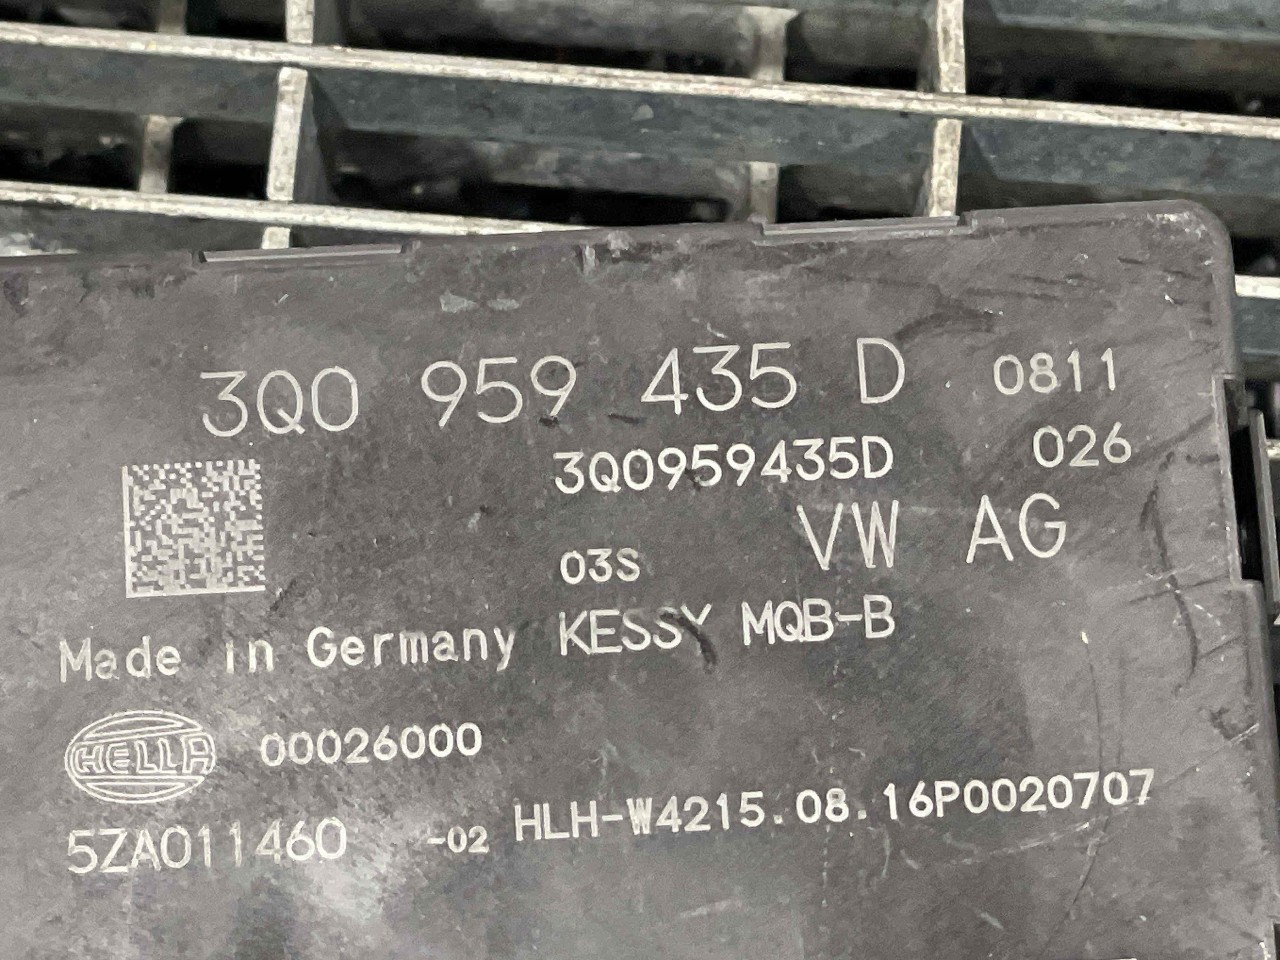 3Q0 959 435 D 0811
3Q0959435D 026
03S VW AG
Made in Germany KESSY MQB-B
HELLA 00026000
5ZA011460 -02 HLH-W4215.08.16P0020707